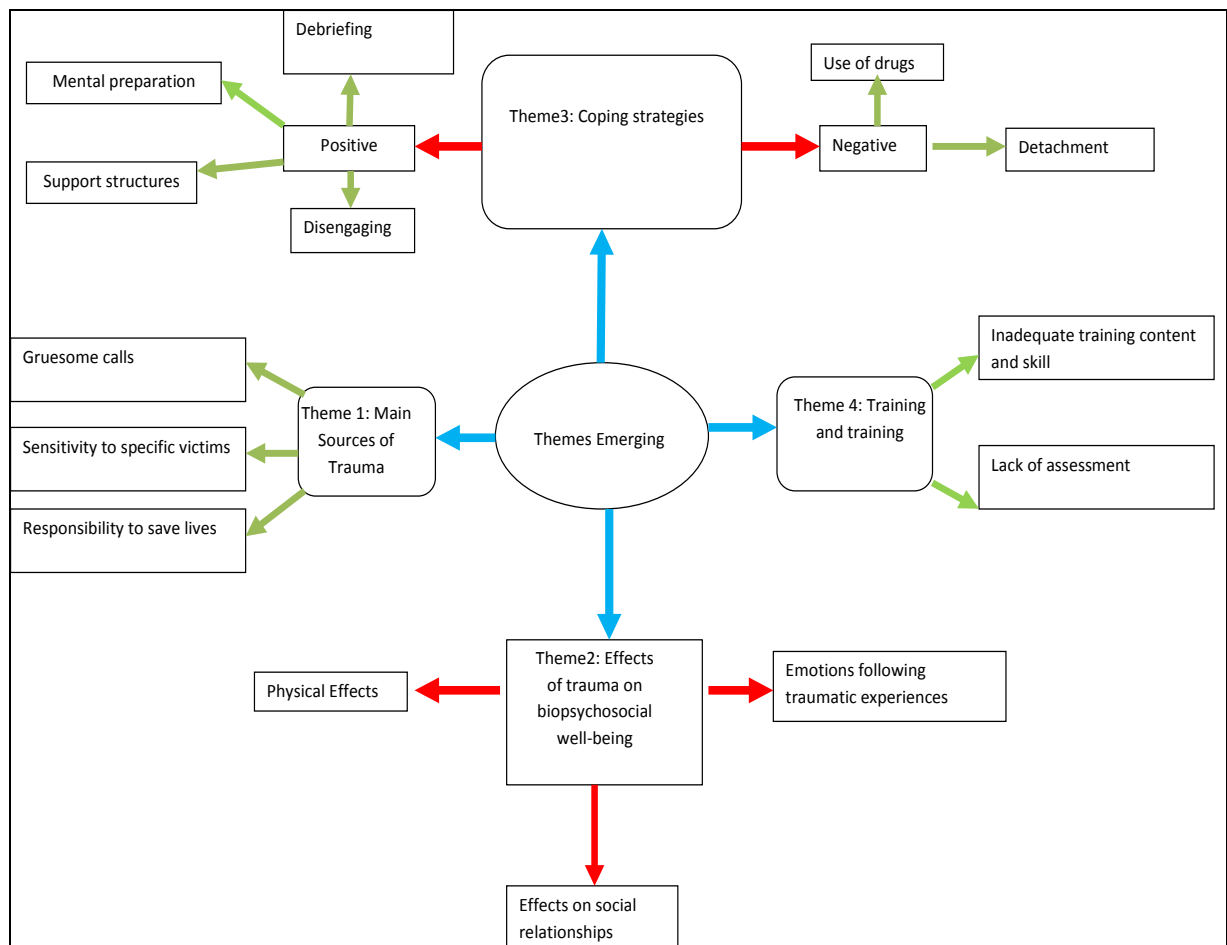 Debriefing
Mental preparation
Use of drugs
Theme3: Coping strategies
Positive
Negative
Detachment
Support structures
Disengaging
Gruesome calls
Inadequate training content
and skill
Theme 1: Main
Sources of
Trauma
Themes Emerging
Theme 4: Training
and training
Sensitivity to specific victims
Lack of assessment
Responsibility to save lives
Theme2: Effects
of trauma on
biopsychosocial
well-being
Physical Effects
Emotions following
traumatic experiences
Effects on social
relationships